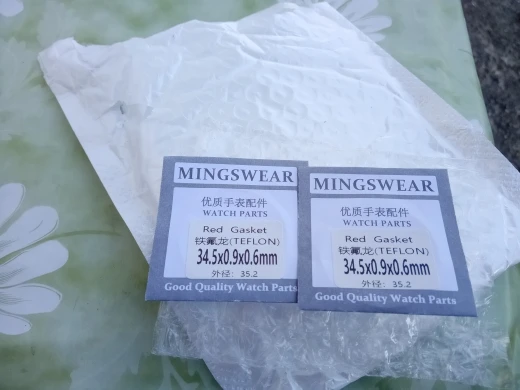 MINGSWEAR
优质手表配件
WATCH PARTS
Red Gasket
铁氟龙(TEFLON)
34.5x0.9x0.6mm
外径: 35.2
Good Quality Watch Parts
MINGSWEAR
优质手表配件
WATCH PARTS
Red Gasket
铁氟龙(TEFLON)
34.5x0.9x0.6mm
外径: 35.2
Good Quality Watch Parts